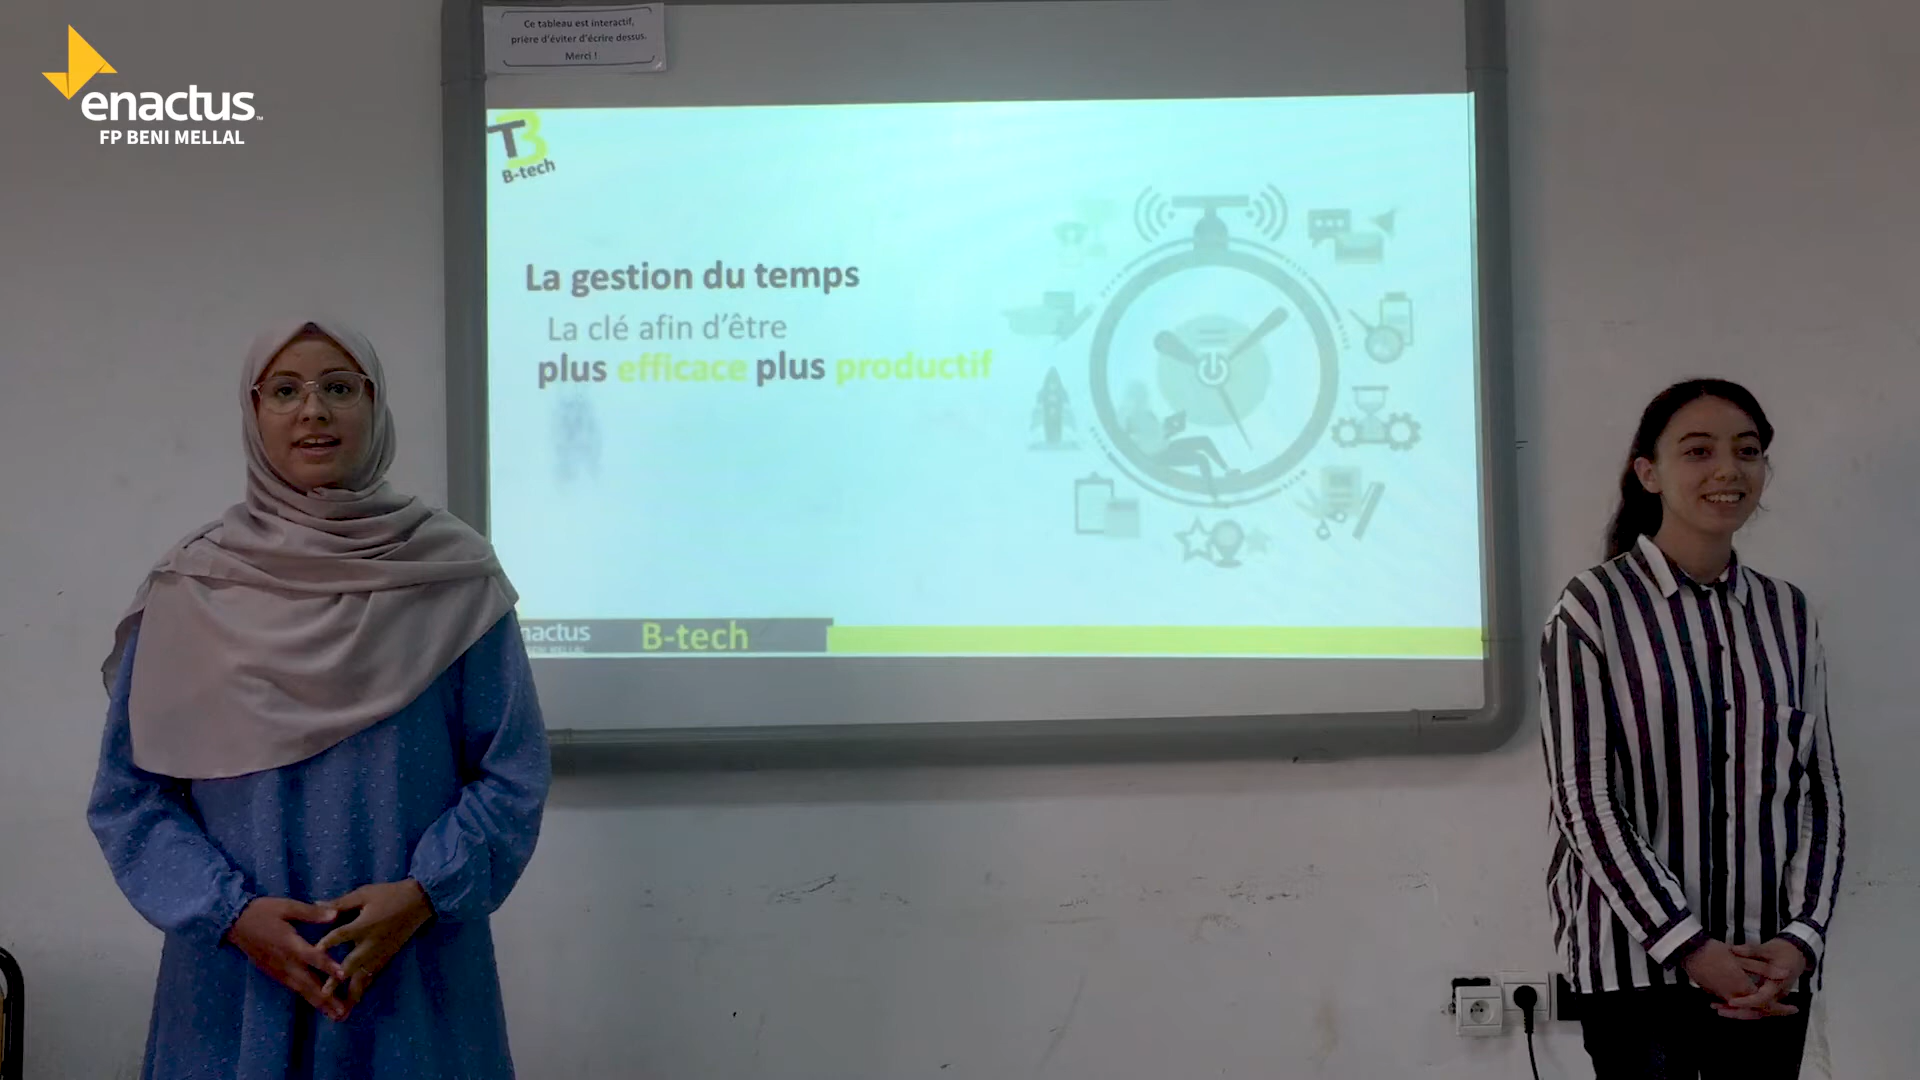 enactus
FP BENI MELLAL
Ce tableau est interactif,
prière d'éviter d'écrire dessus.
Merci !
TB
B-tech
La gestion du temps
La clé afin d'être
plus efficace plus productif
nactus
B-tech